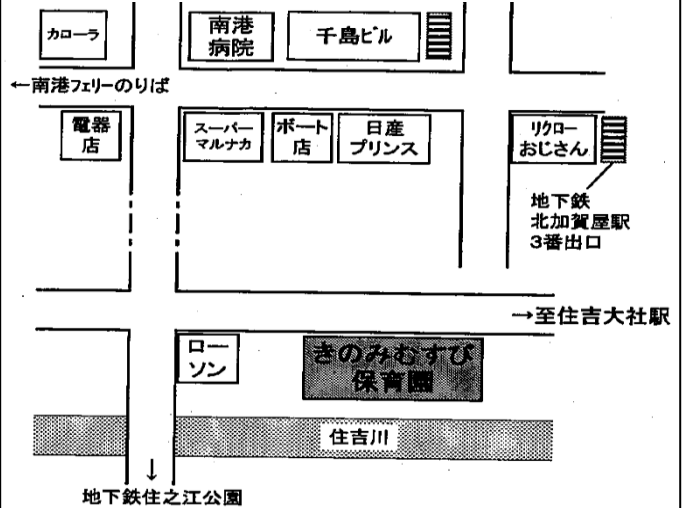 カローラ
南港
病院
千島ビル
←南港フェリーのりば
電器
店
スーパー
マルナカ
ボート
店
日産
プリンス
リクロー
おじさん
地下鉄
北加賀屋駅
3番出口
→至住吉大社駅
ロー
ソン
きのみむすび
保育園
住吉川
↓
地下鉄住之江公園